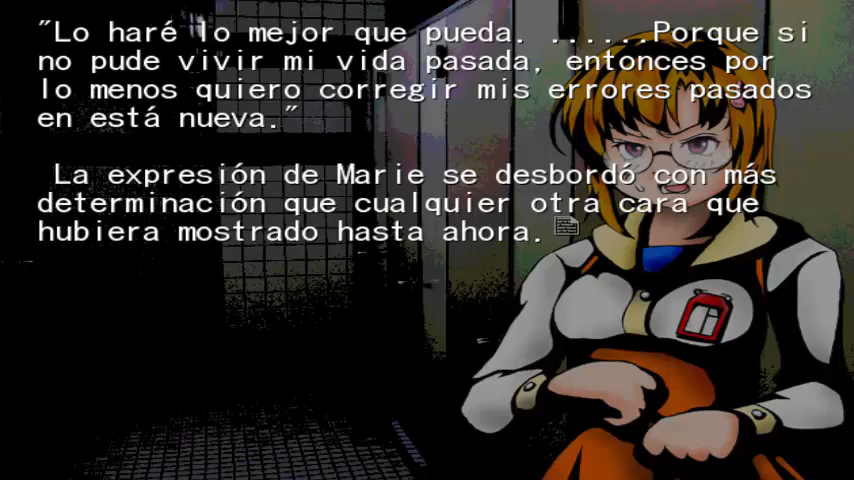 "Lo haré lo mejor que pueda. ......Porque si
no pude vivir mi vida pasada, entonces por
lo menos quiero corregir mis errores pasados
en está nueva."
La expresión de Marie se desbordó con más
determinación que cualquier otra cara que
hubiera mostrado hasta ahora.